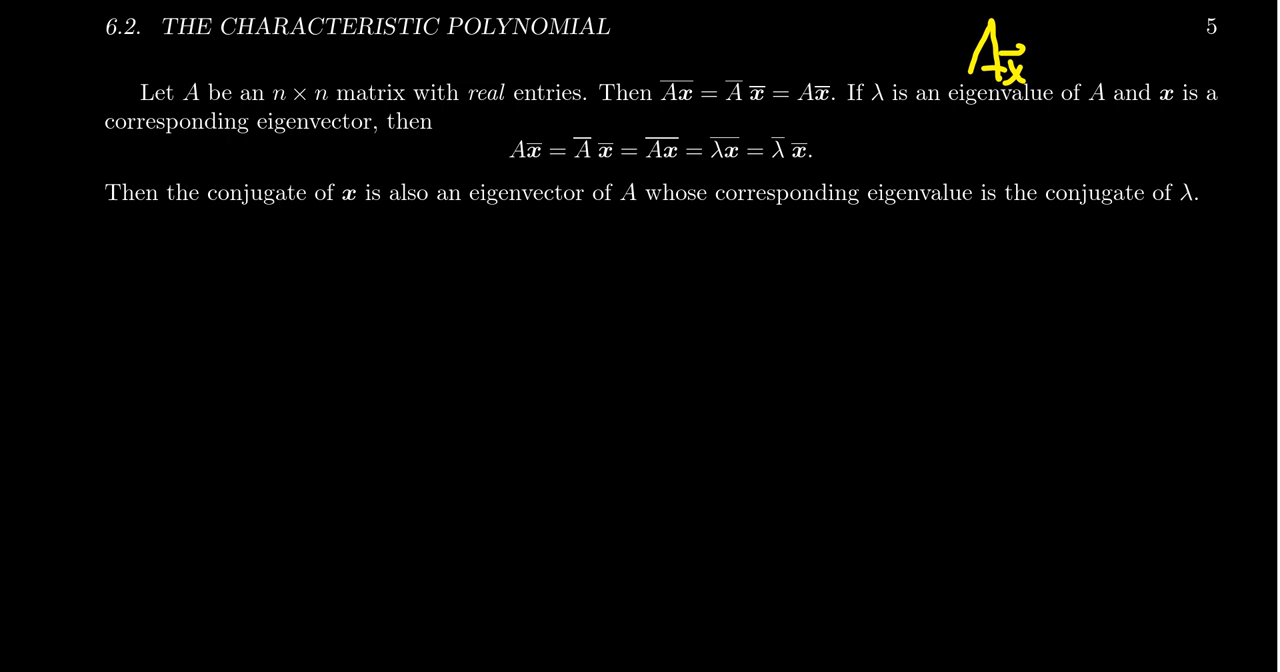 6.2. THE CHARACTERISTIC POLYNOMIAL 5
A x⃗
Let A be an n × n matrix with real entries. Then A̅x̅ = A̅ x̅ = Ax̅. If λ is an eigenvalue of A and x is a
corresponding eigenvector, then
Ax̅ = A̅ x̅ = A̅x̅ = λ̅x̅ = λ̅ x̅.
Then the conjugate of x is also an eigenvector of A whose corresponding eigenvalue is the conjugate of λ.